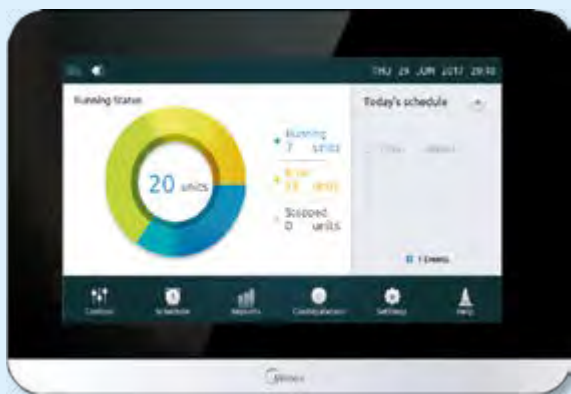 THU 29 JUN 2017 20:10
Running Status
Today's schedule
20 units
Running
7 units
Error
13 units
Stopped
0 units
Control
Schedule
Reports
Configuration
Settings
Help
Midea